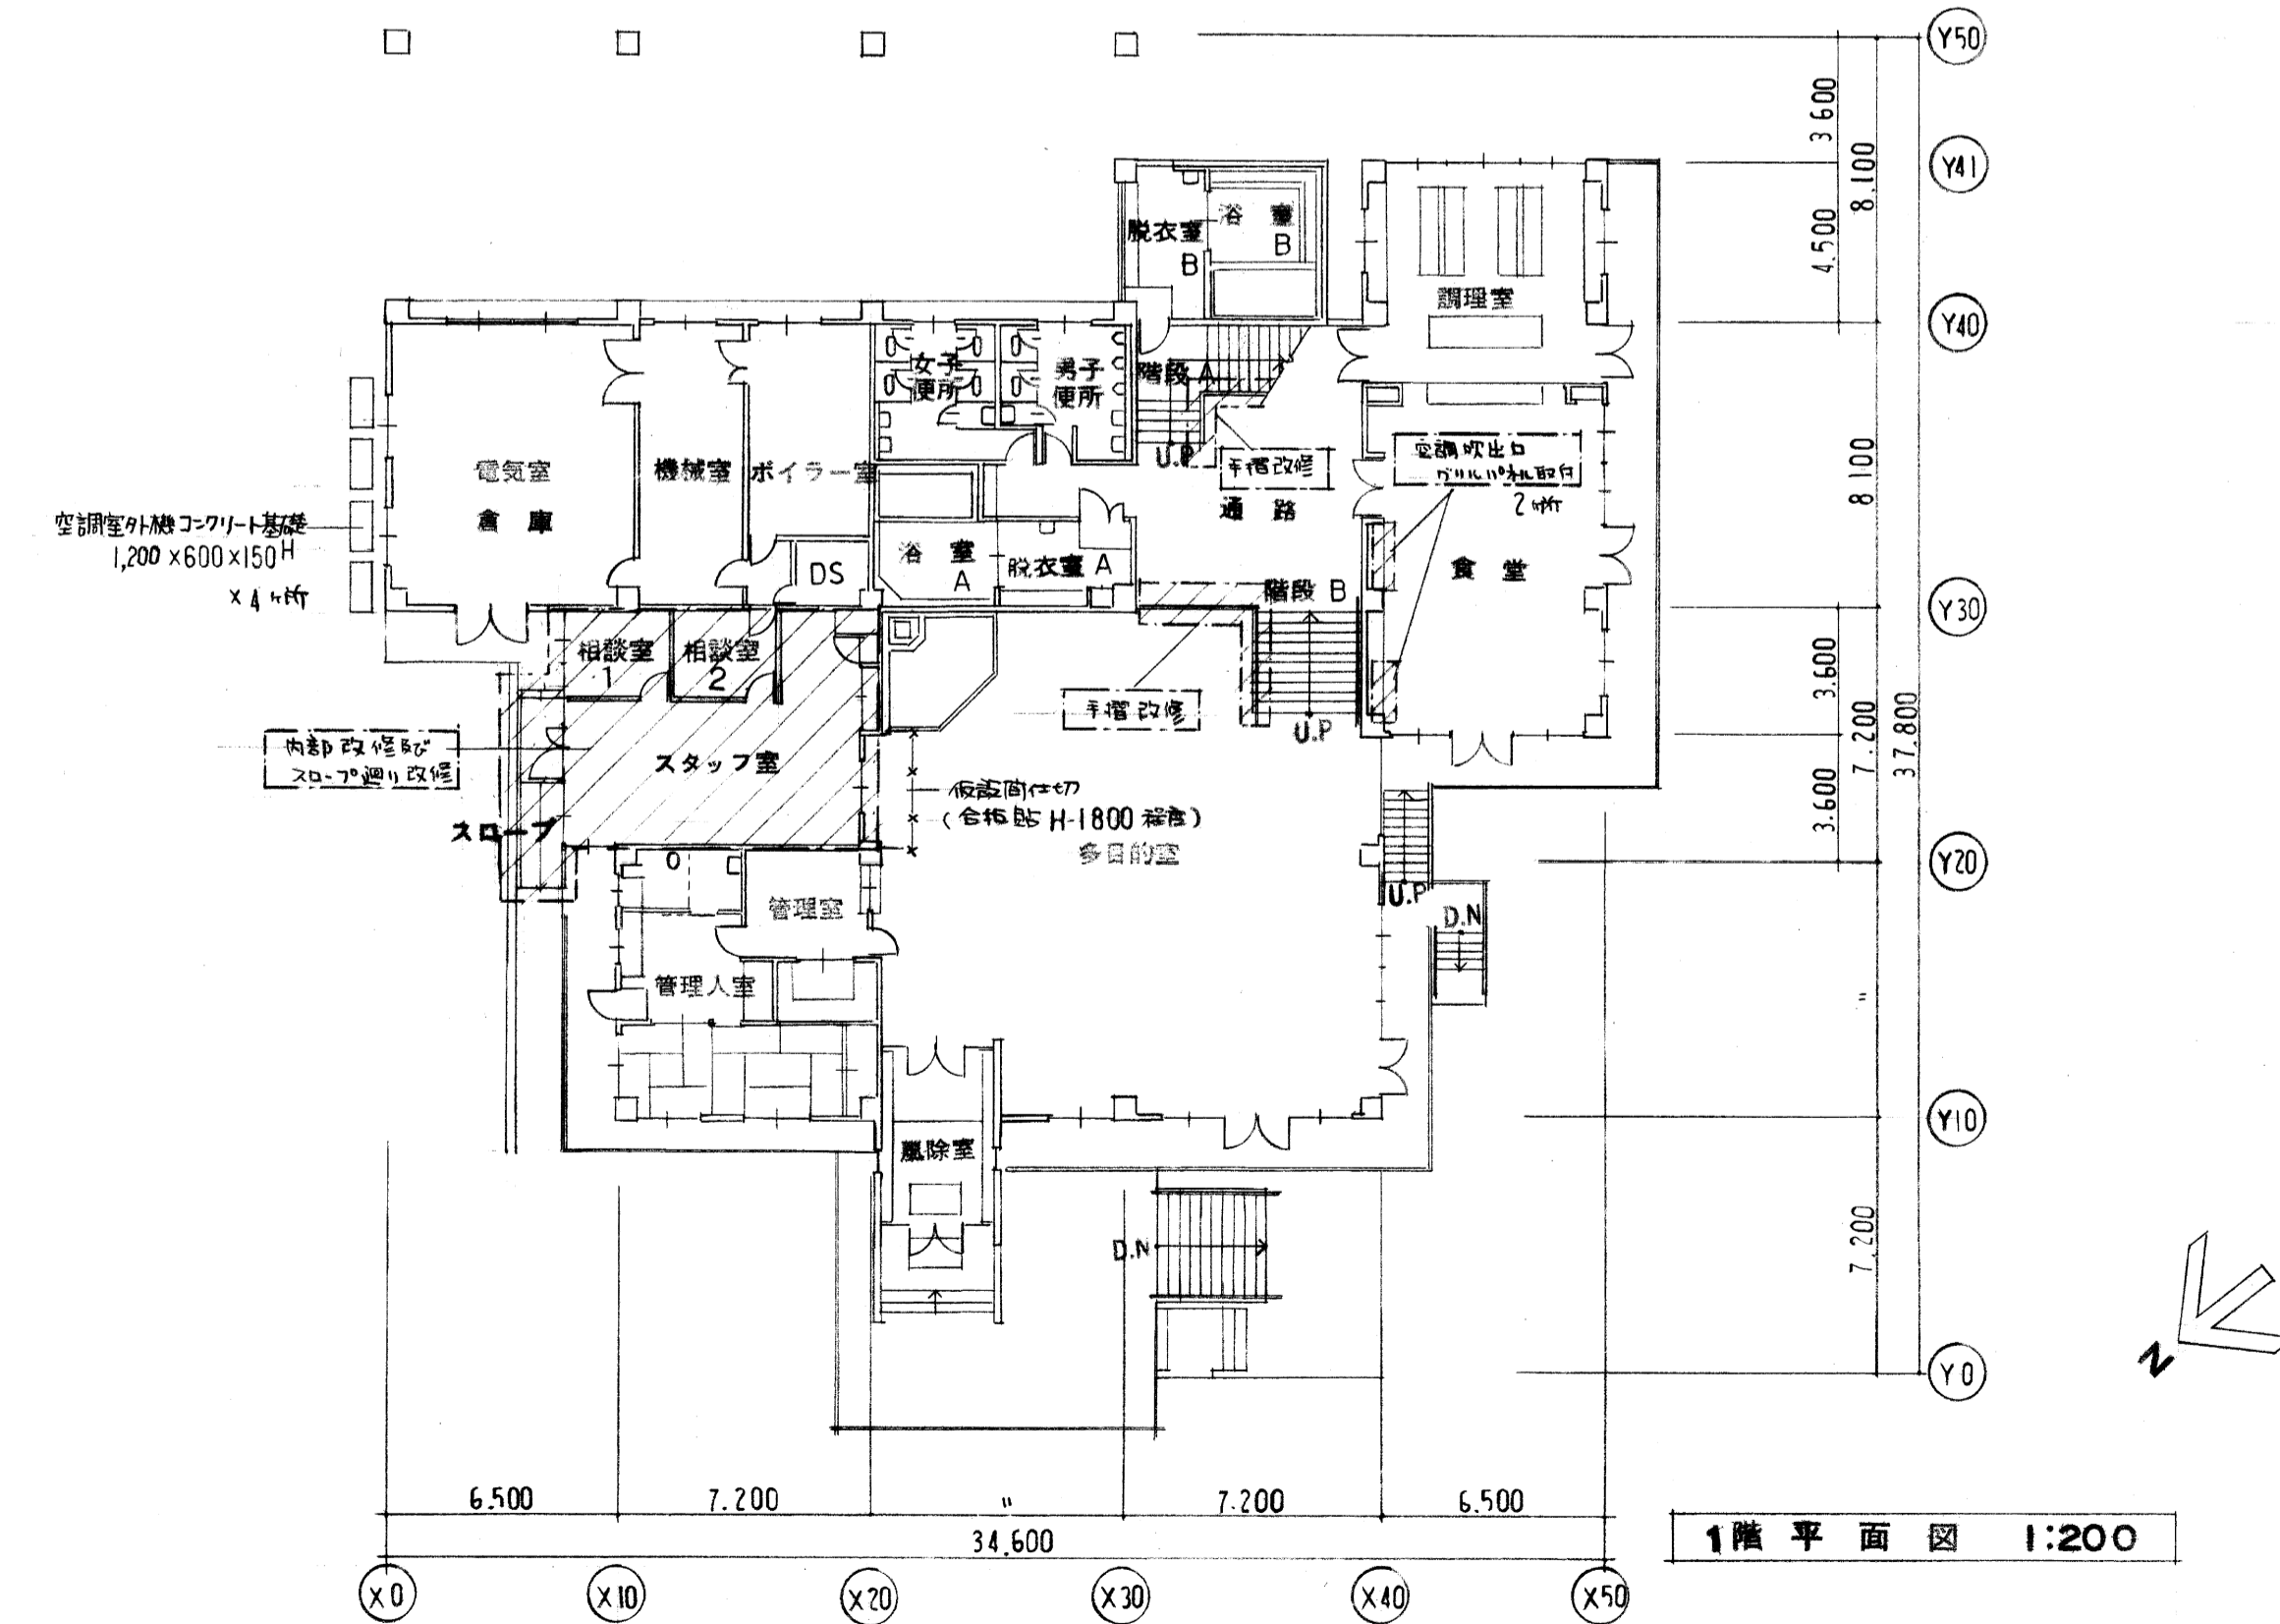 Y50
3600
8.100
Y41
4.500
脱衣室
B
浴 室
B
調理室
Y40
女子
便所
男子
便所
階段 A
U.P
手摺改修
空調吹出口
グリルパネル取付
2ヶ所
8.100
電気室
倉 庫
機械室
ボイラー室
通 路
空調室外機コンクリート基礎
1,200×600×150H
×4ヶ所
DS
浴 室
A
脱衣室 A
食 堂
階段 B
Y30
相談室
1
相談室
2
3.600
7.200
37.800
手摺改修
U.P
内部改修及び
スロープ廻り改修
スタッフ室
仮設間仕切
(合板貼 H-1800 程度)
多目的室
スロープ
3.600
Y20
U.P
D.N
管理室
管理人室
〃
Y10
風除室
7.200
D.N
N
Y0
6.500
7.200
〃
7.200
6.500
34.600
1階 平 面 図 1:200
X0
X10
X20
X30
X40
X50